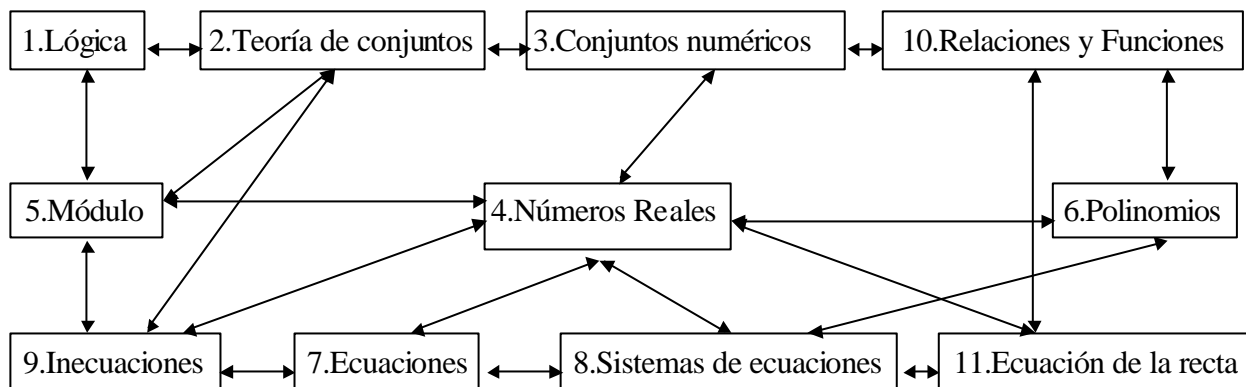 1.Lógica
2.Teoría de conjuntos
3.Conjuntos numéricos
10.Relaciones y Funciones
5.Módulo
4.Números Reales
6.Polinomios
9.Inecuaciones
7.Ecuaciones
8.Sistemas de ecuaciones
11.Ecuación de la recta